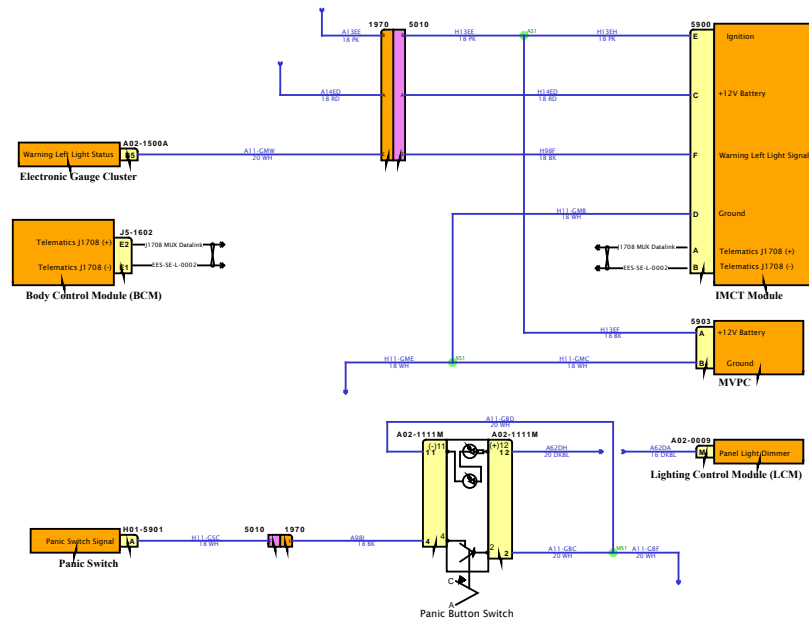 A13EE
18 PK
1970
5010
H13EE
18 PK
AS1
H13EH
18 PK
5900
E
Ignition
A14ED
18 RD
A
A
H14ED
18 RD
C
+12V Battery
Warning Left Light Status
A02-1500A
B5
A11-GMW
20 WH
H98F
18 BK
F
Warning Left Light Signal
Electronic Gauge Cluster
H11-GMB
18 WH
D
Ground
Telematics J1708 (+)
J5-1602
E2
J1708 MUX Datalink
J1708 MUX Datalink
A
Telematics J1708 (+)
Telematics J1708 (-)
E1
EES-SE-L-0002
EES-SE-L-0002
B
Telematics J1708 (-)
Body Control Module (BCM)
IMCT Module
5903
H13EF
18 BK
A
+12V Battery
H11-GME
18 WH
XS1
H11-GMC
18 WH
B
Ground
MVPC
A11-GBD
20 WH
A02-1111M
A02-1111M
(-)11
11
(+)12
12
A62DH
20 DKBL
A62DA
16 DKBL
A02-0009
M
Panel Light Dimmer
Lighting Control Module (LCM)
Panic Switch Signal
H01-5901
A
H11-GSC
18 WH
5010
1970
A98J
18 BK
4
4
2
2
A11-GBC
20 WH
MS1
A11-GBF
20 WH
Panic Switch
C
A
Panic Button Switch